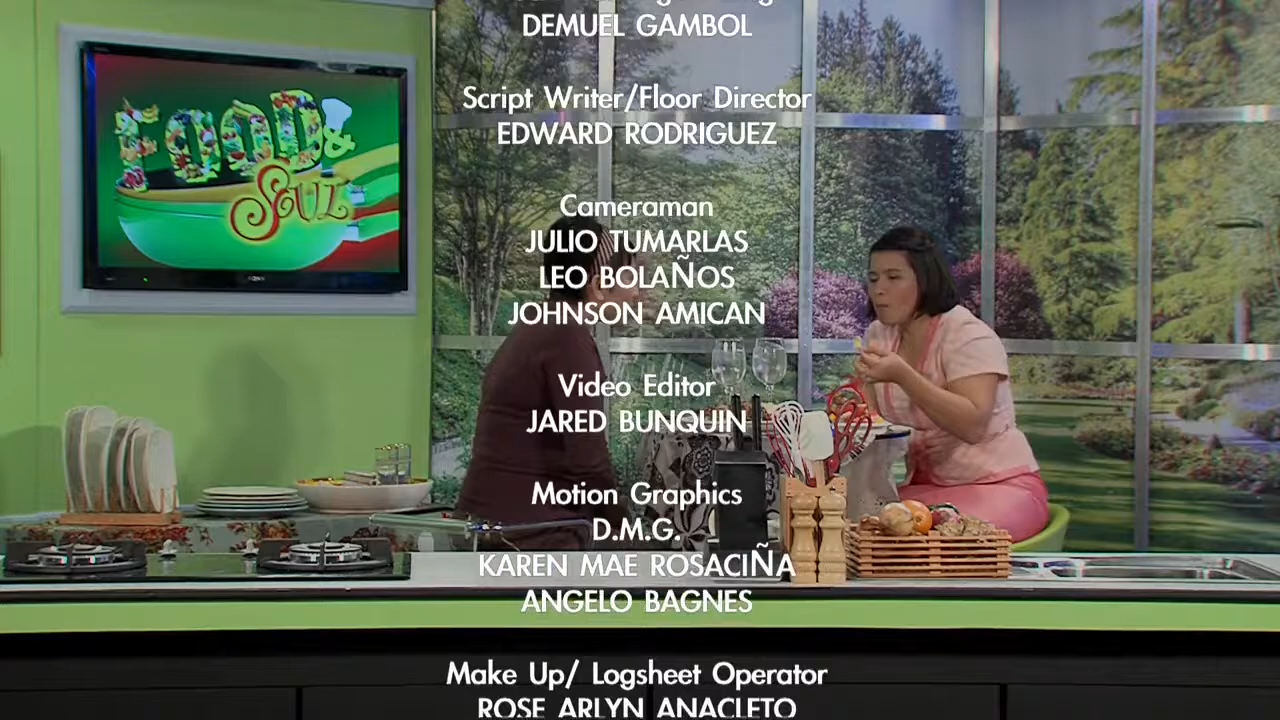 DEMUEL GAMBOL
Script Writer/Floor Director
EDWARD RODRIGUEZ
Cameraman
JULIO TUMARLAS
LEO BOLAÑOS
JOHNSON AMICAN
Video Editor
JARED BUNQUIN
Motion Graphics
D.M.G.
KAREN MAE ROSACIÑA
ANGELO BAGNES
Make Up/ Logsheet Operator
ROSE ARLYN ANACLETO
FOOD &
SOUL
SONY